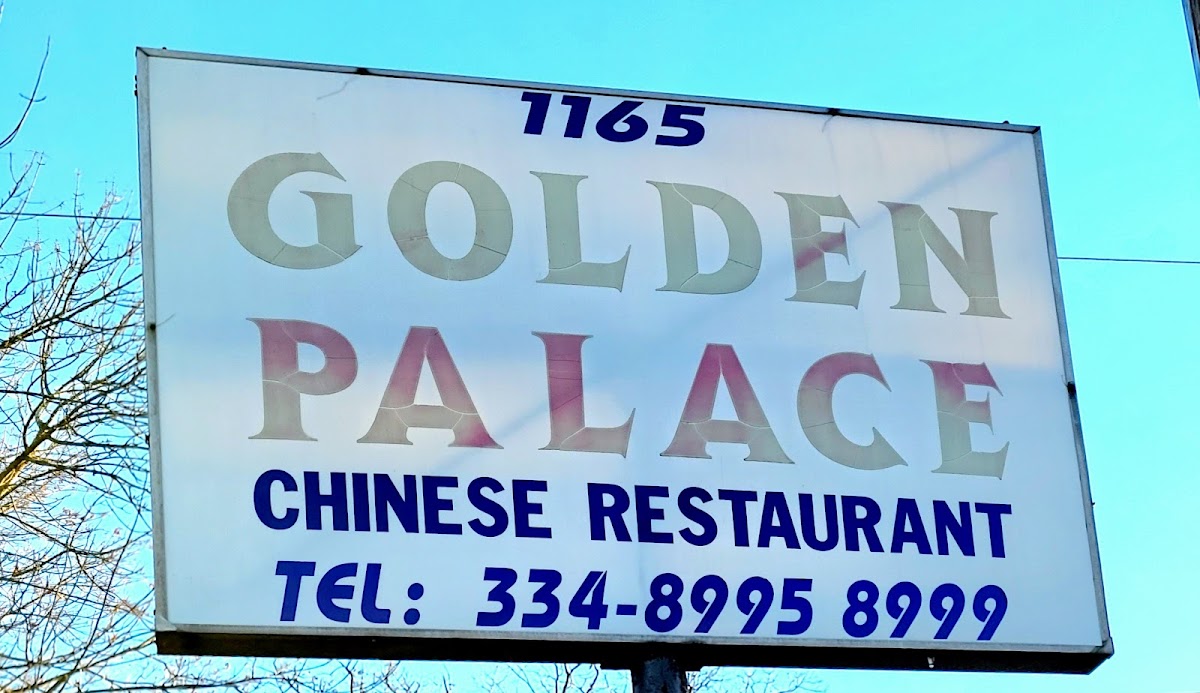 1165
GOLDEN
PALACE
CHINESE RESTAURANT
TEL: 334-8995 8999